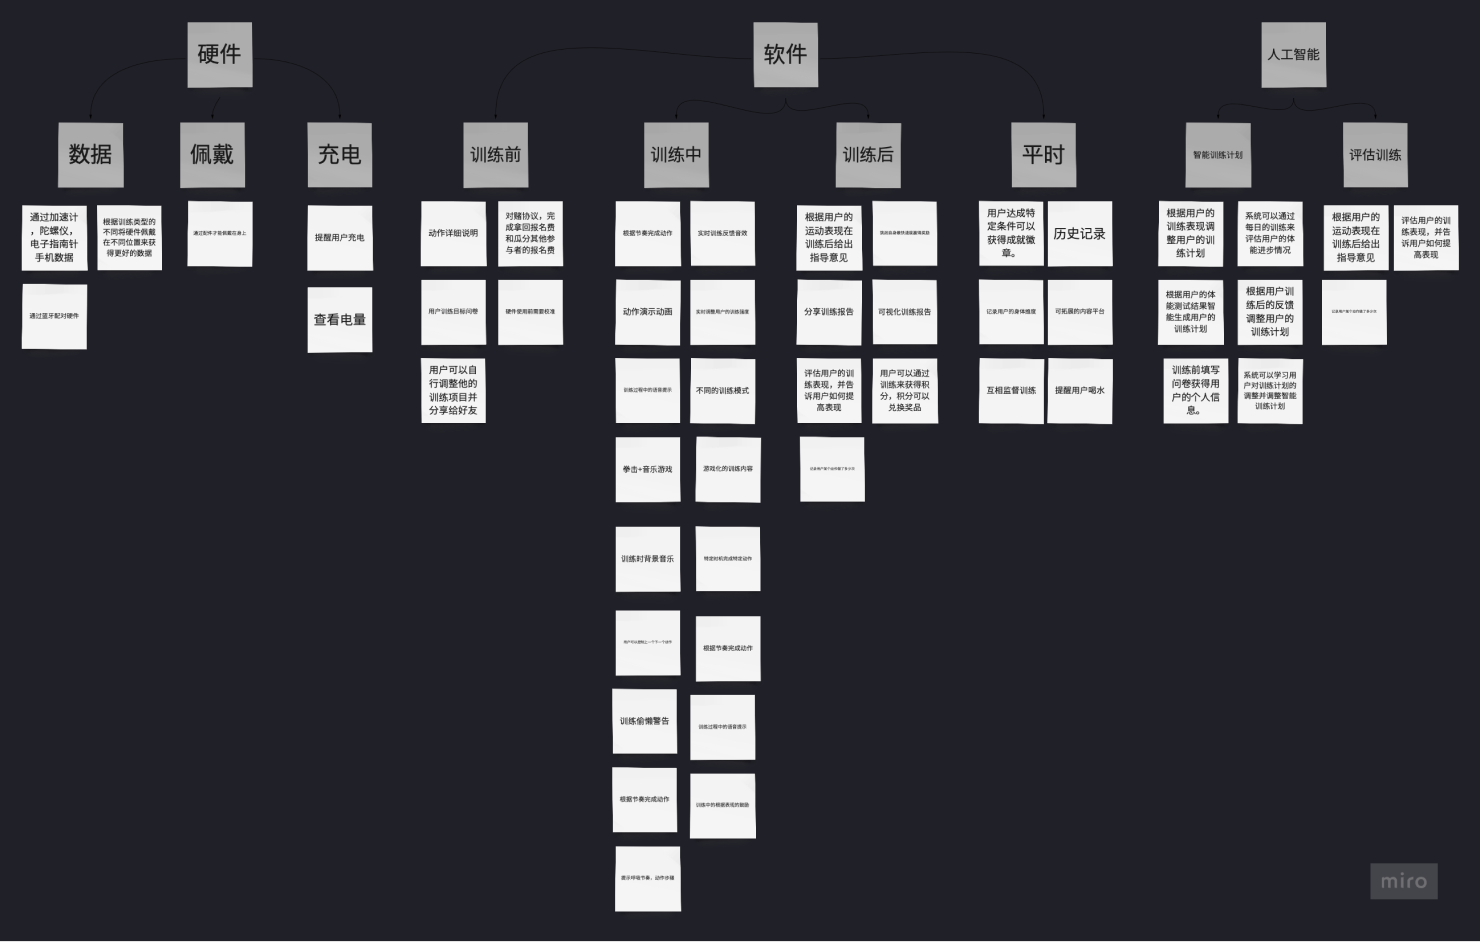 硬件
软件
人工智能
数据
佩戴
充电
训练前
训练中
训练后
平时
智能训练计划
评估训练
通过加速计
，陀螺仪，
电子指南针
手机数据
根据训练类型的
不同将硬件佩戴
在不同位置来获
得更好的数据
通过蓝牙配对硬件
通过配件才能佩戴在身上
提醒用户充电
查看电量
动作详细说明
对赌协议，完
成拿回报名费
和瓜分其他参
与者的报名费
用户训练目标问卷
硬件使用前需要校准
用户可以自
行调整他的
训练项目并
分享给好友
根据节奏完成动作
实时训练反馈音效
动作演示动画
实时调整用户的训练强度
训练过程中的语音提示
不同的训练模式
拳击+音乐游戏
游戏化的训练内容
训练时背景音乐
特定时机完成特定动作
用户可以控制上一个下一个动作
根据节奏完成动作
训练偷懒警告
训练过程中的语音提示
根据节奏完成动作
训练中的根据表现的鼓励
提示呼吸节奏，动作步骤
根据用户的
运动表现在
训练后给出
指导意见
分享训练报告
可视化训练报告
评估用户的训
练表现，并告
诉用户如何提
高表现
用户可以通过
训练来获得积
分，积分可以
兑换奖品
用户达成特
定条件可以
获得成就徽
章。
历史记录
记录用户的身体维度
可拓展的内容平台
互相监督训练
提醒用户喝水
根据用户的
训练表现调
整用户的训
练计划
系统可以通过
每日的训练来
评估用户的体
能进步情况
根据用户的体
能测试结果智
能生成用户的
训练计划
根据用户训
练后的反馈
调整用户的
训练计划
训练前填写
问卷获得用
户的个人信
息。
系统可以学习用
户对训练计划的
调整并调整智能
训练计划
根据用户的
运动表现在
训练后给出
指导意见
评估用户的训
练表现，并告
诉用户如何提
高表现
miro